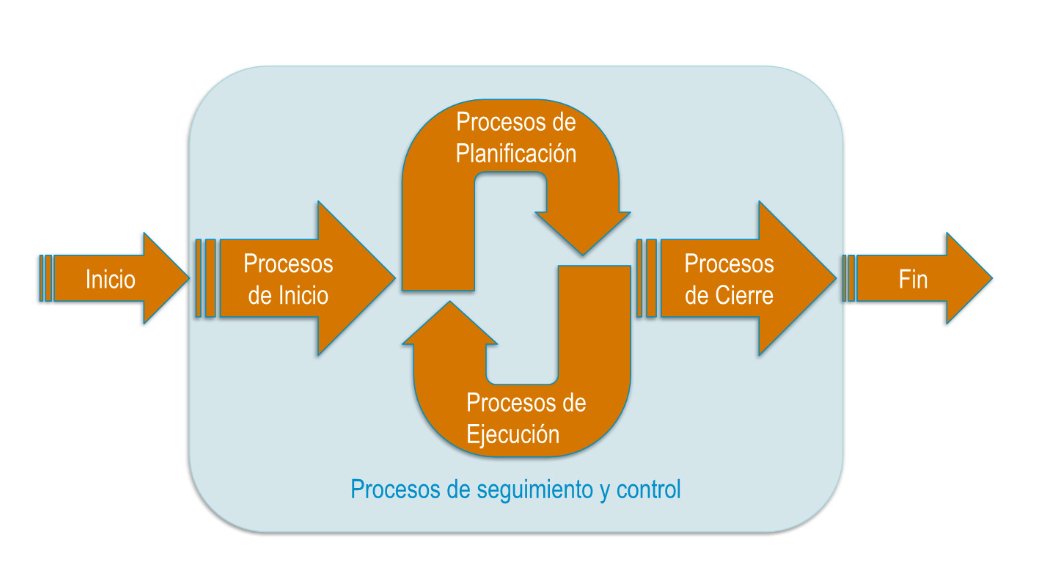 Procesos de
Planificación
Inicio
Procesos
de Inicio
Procesos
de Cierre
Fin
Procesos de
Ejecución
Procesos de seguimiento y control